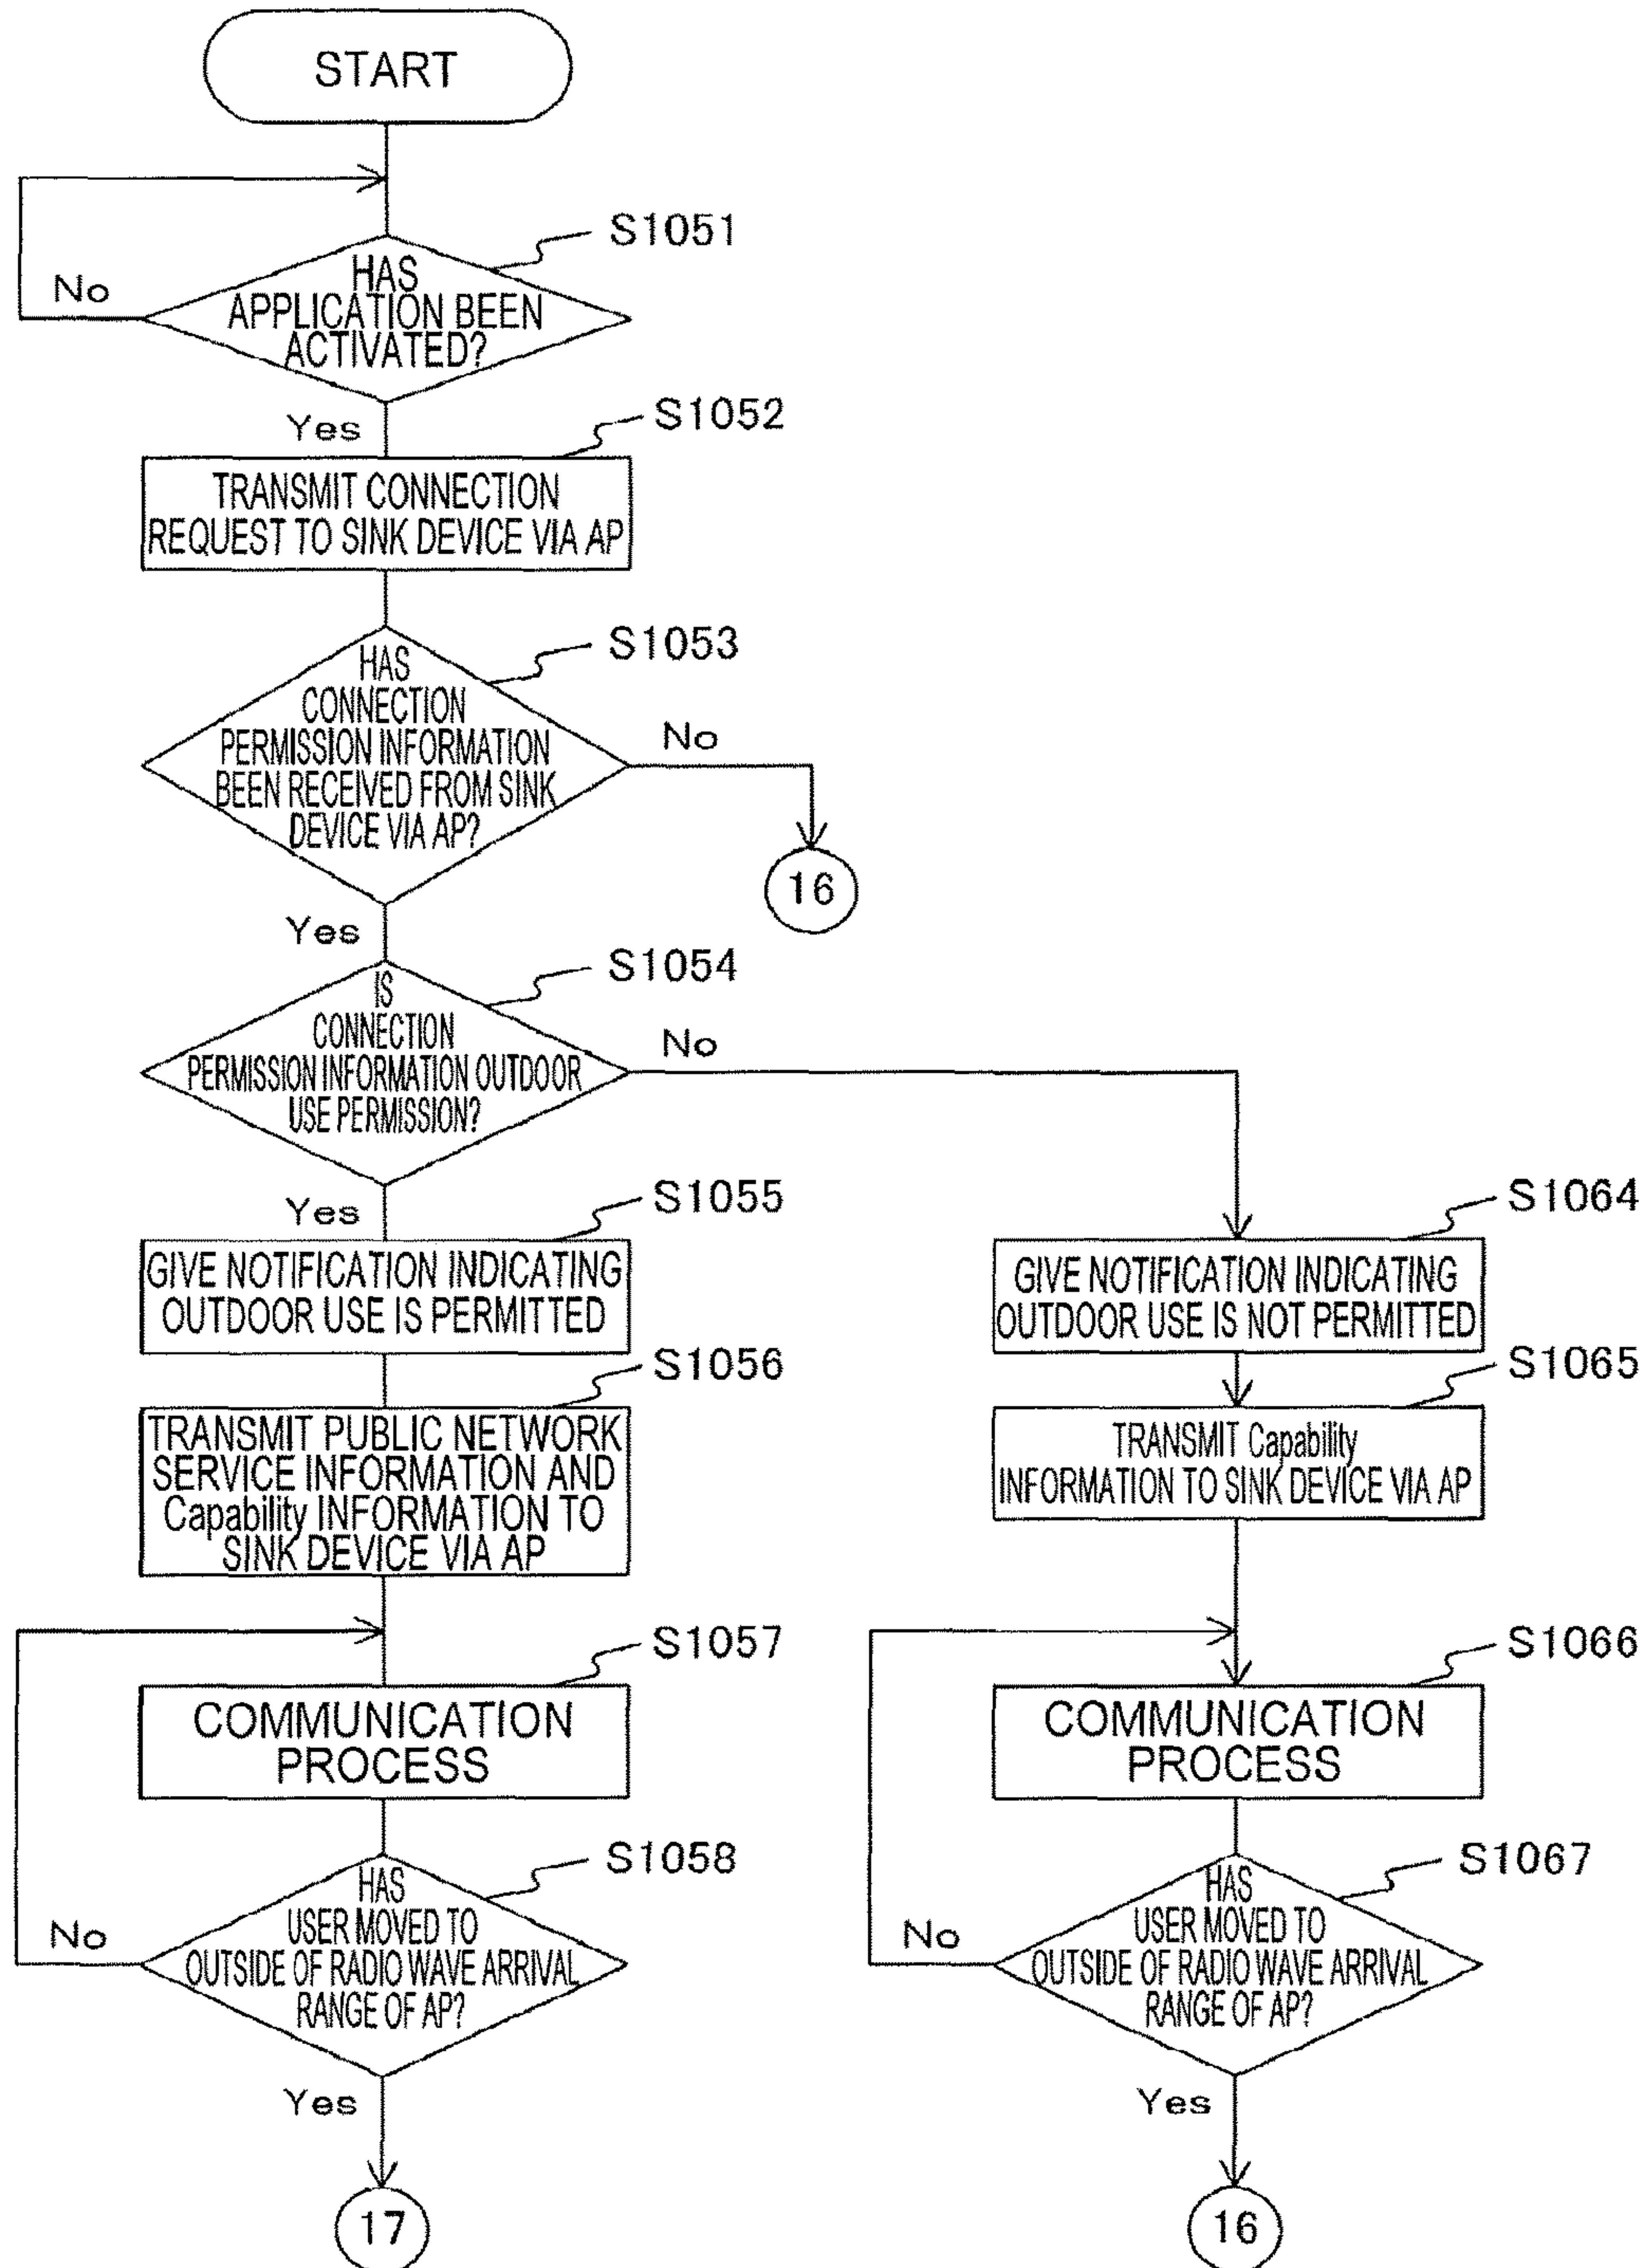 START
S1051
No
HAS
APPLICATION BEEN
ACTIVATED?
Yes
S1052
TRANSMIT CONNECTION
REQUEST TO SINK DEVICE VIA AP
S1053
HAS
CONNECTION
PERMISSION INFORMATION
BEEN RECEIVED FROM SINK
DEVICE VIA AP?
No
16
Yes
S1054
IS
CONNECTION
PERMISSION INFORMATION OUTDOOR
USE PERMISSION?
No
Yes
S1055
GIVE NOTIFICATION INDICATING
OUTDOOR USE IS PERMITTED
S1056
TRANSMIT PUBLIC NETWORK
SERVICE INFORMATION AND
Capability INFORMATION TO
SINK DEVICE VIA AP
S1057
COMMUNICATION
PROCESS
S1058
HAS
USER MOVED TO
OUTSIDE OF RADIO WAVE ARRIVAL
RANGE OF AP?
No
Yes
17
S1064
GIVE NOTIFICATION INDICATING
OUTDOOR USE IS NOT PERMITTED
S1065
TRANSMIT Capability
INFORMATION TO SINK DEVICE VIA AP
S1066
COMMUNICATION
PROCESS
S1067
HAS
USER MOVED TO
OUTSIDE OF RADIO WAVE ARRIVAL
RANGE OF AP?
No
Yes
16